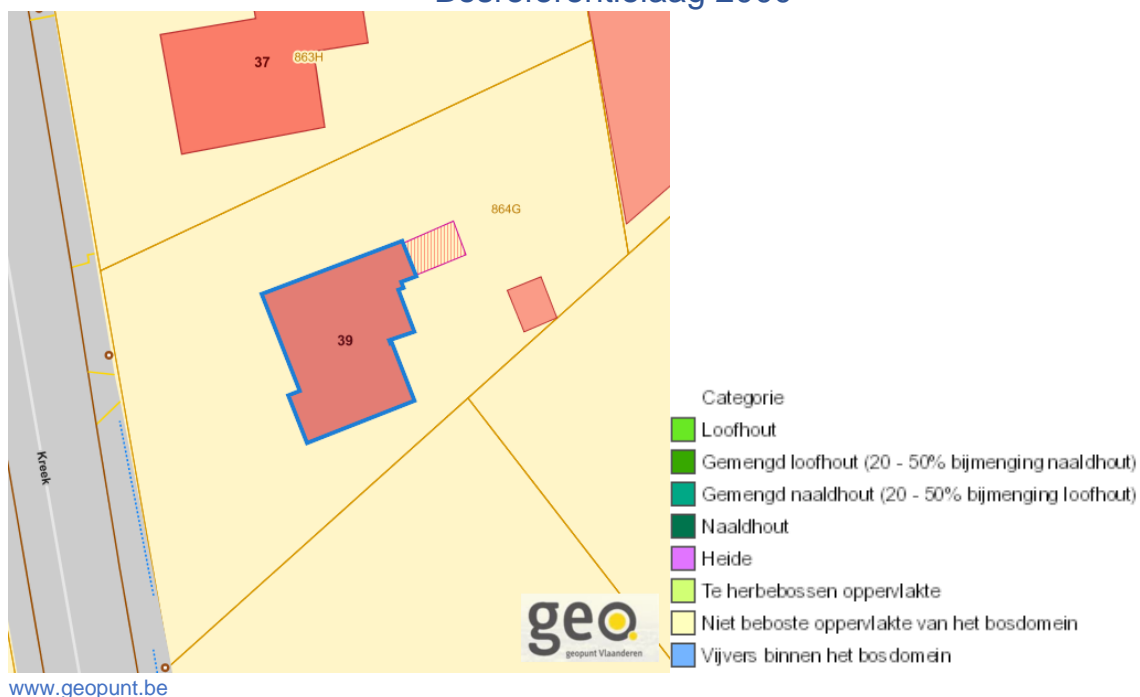 37
863H
864G
39
Kreek
geo
geopunt Vlaanderen
Categorie
Loofhout
Gemengd loofhout (20 - 50% bijmenging naaldhout)
Gemengd naaldhout (20 - 50% bijmenging loofhout)
Naaldhout
Heide
Te herbebossen oppervlakte
Niet beboste oppervlakte van het bosdomein
Vijvers binnen het bosdomein
www.geopunt.be